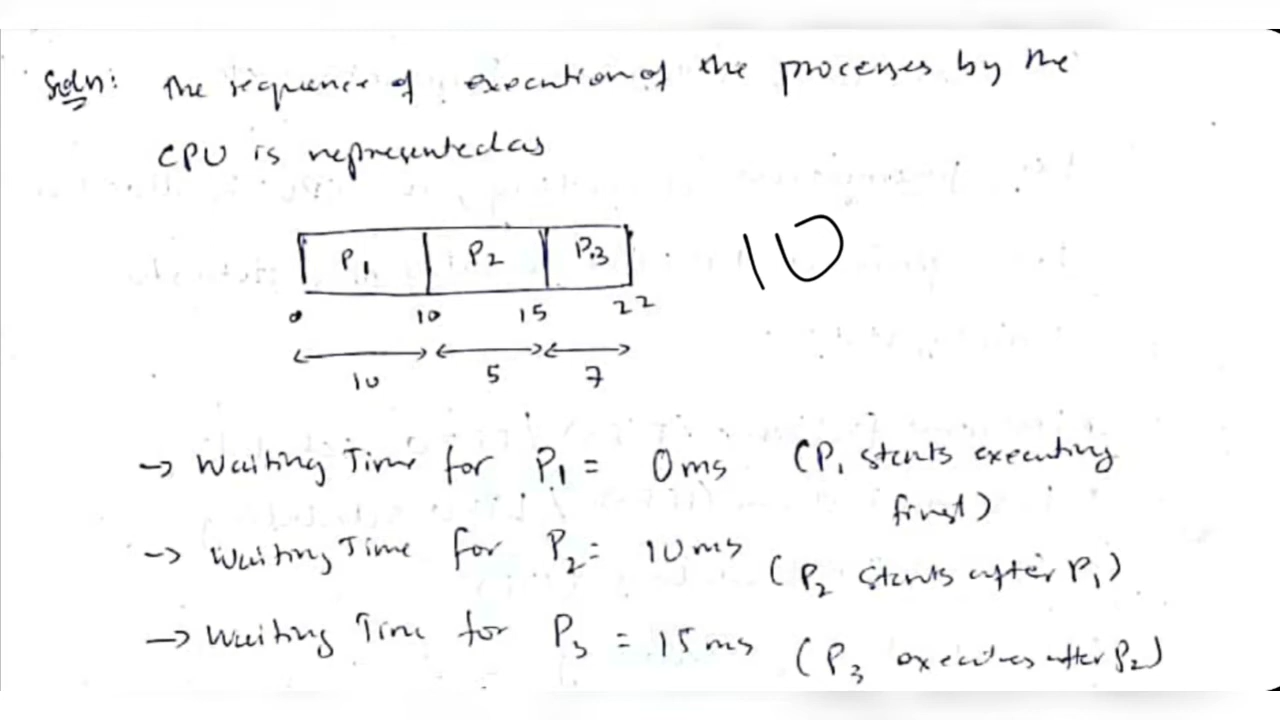 Soln: The sequence of execution of the processes by the
CPU is represented as
P1 P2 P3
10
0 10 15 22
10 5 7
→ Waiting Time for P1 = 0ms (P1 starts executing
first)
→ Waiting Time for P2 = 10ms (P2 starts after P1)
→ Waiting Time for P3 = 15ms (P3 executes after P2)